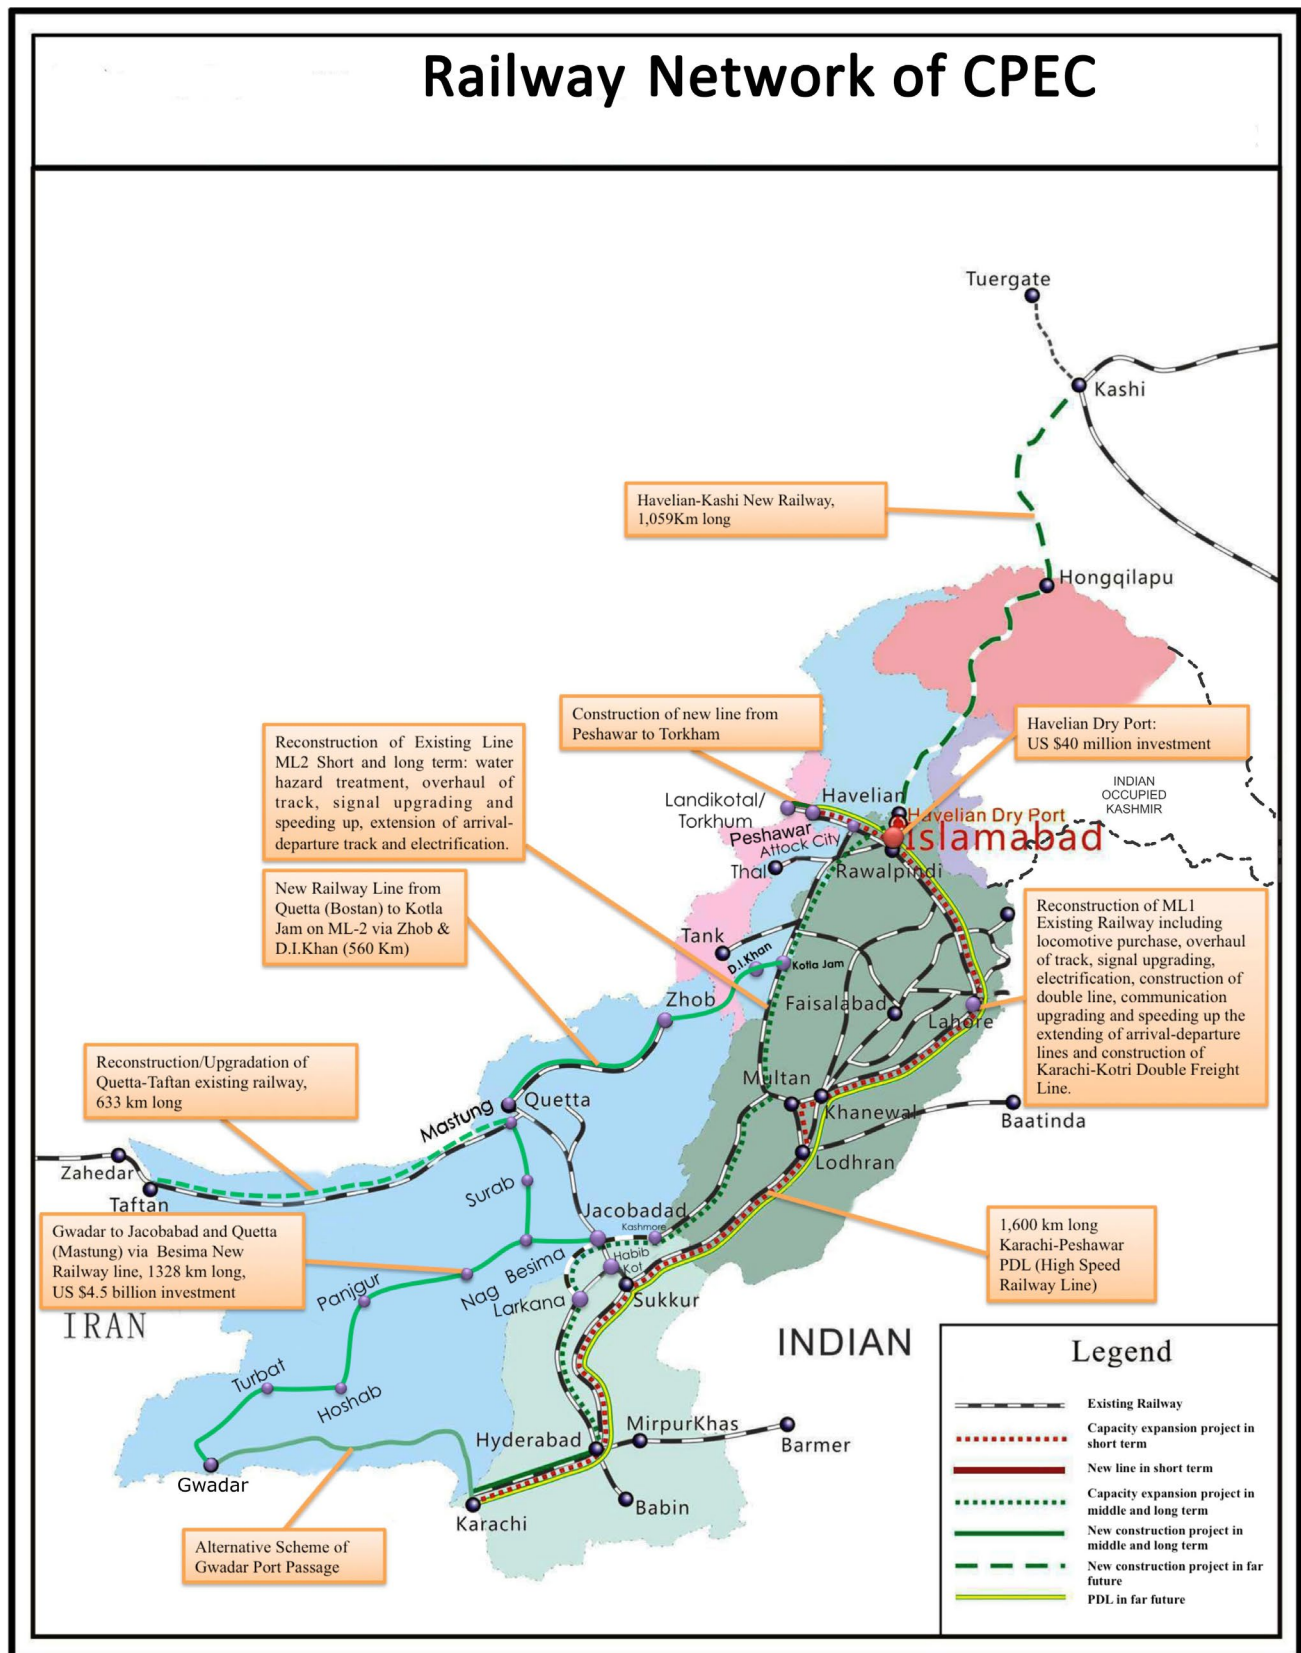 Railway Network of CPEC
Tuergate
Kashi
Havelian-Kashi New Railway,
1,059Km long
Hongqilapu
Construction of new line from
Peshawar to Torkham
Havelian Dry Port:
US $40 million investment
Reconstruction of Existing Line
ML2 Short and long term: water
hazard treatment, overhaul of
track, signal upgrading and
speeding up, extension of arrival-
departure track and electrification.
INDIAN
OCCUPIED
KASHMIR
Landikotal/
Torkhum
Havelian
Havelian Dry Port
Islamabad
Peshawar
Attock City
Thal
Rawalpindi
New Railway Line from
Quetta (Bostan) to Kotla
Jam on ML-2 via Zhob &
D.I.Khan (560 Km)
Reconstruction of ML1
Existing Railway including
locomotive purchase, overhaul
of track, signal upgrading,
electrification, construction of
double line, communication
upgrading and speeding up the
extending of arrival-departure
lines and construction of
Karachi-Kotri Double Freight
Line.
Tank
D.I.Khan
Kotla Jam
Zhob
Faisalabad
Lahore
Reconstruction/Upgradation of
Quetta-Taftan existing railway,
633 km long
Multan
Mastung
Quetta
Khanewal
Baatinda
Zahedar
Taftan
Lodhran
Surab
Jacobadad
Kashmore
Gwadar to Jacobabad and Quetta
(Mastung) via Besima New
Railway line, 1328 km long,
US $4.5 billion investment
1,600 km long
Karachi-Peshawar
PDL (High Speed
Railway Line)
Habib
Kot
Besima
Nag
Panjgur
Larkana
Sukkur
IRAN
INDIAN
Turbat
Hoshab
Hyderabad
MirpurKhas
Barmer
Gwadar
Karachi
Babin
Alternative Scheme of
Gwadar Port Passage
Legend
Existing Railway
Capacity expansion project in
short term
New line in short term
Capacity expansion project in
middle and long term
New construction project in
middle and long term
New construction project in far
future
PDL in far future